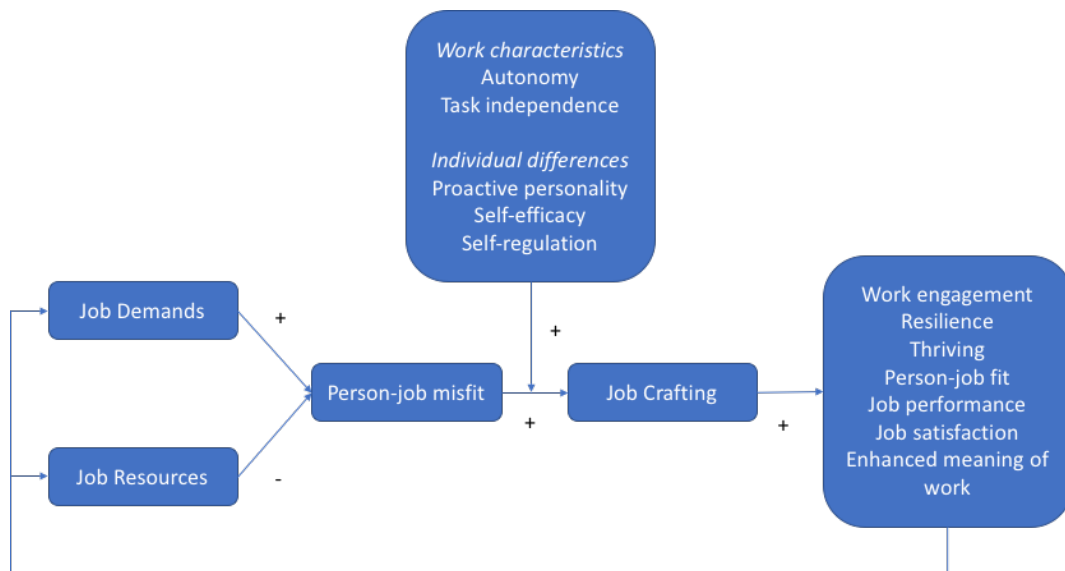 Work characteristics
Autonomy
Task independence
Individual differences
Proactive personality
Self-efficacy
Self-regulation
Job Demands
+
+
Work engagement
Resilience
Thriving
Person-job fit
Job performance
Job satisfaction
Enhanced meaning of
work
Person-job misfit
+
Job Crafting
+
Job Resources
-